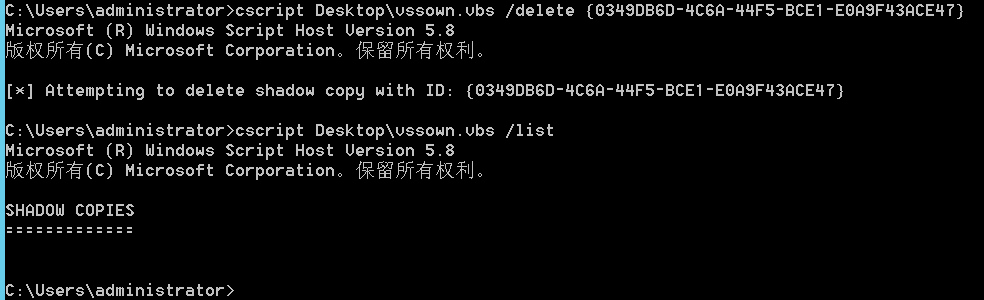 C:\Users\administrator>cscript Desktop\vssown.vbs /delete {0349DB6D-4C6A-44F5-BCE1-E0A9F43ACE47}
Microsoft (R) Windows Script Host Version 5.8
版权所有(C) Microsoft Corporation。保留所有权利。
[*] Attempting to delete shadow copy with ID: {0349DB6D-4C6A-44F5-BCE1-E0A9F43ACE47}
C:\Users\administrator>cscript Desktop\vssown.vbs /list
Microsoft (R) Windows Script Host Version 5.8
版权所有(C) Microsoft Corporation。保留所有权利。
SHADOW COPIES
=============
C:\Users\administrator>